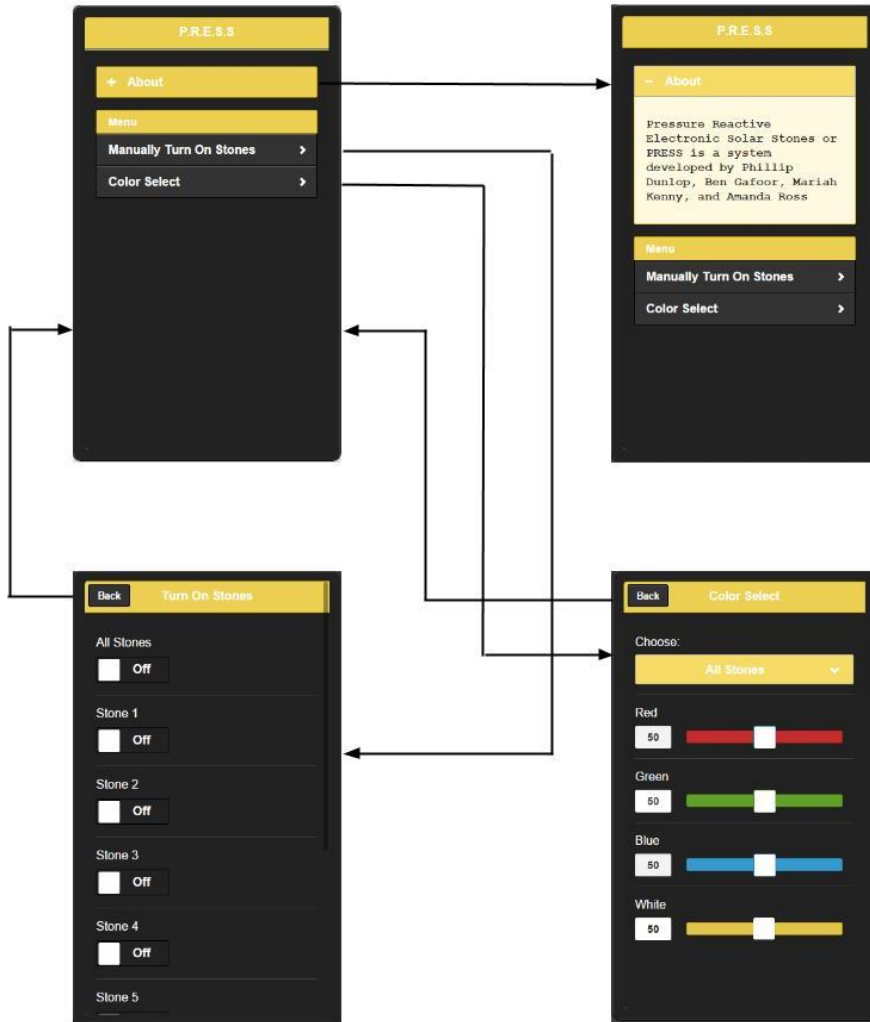 P.R.E.S.S
+ About
Menu
Manually Turn On Stones
Color Select
P.R.E.S.S
- About
Pressure Reactive
Electronic Solar Stones or
PRESS is a system
developed by Phillip
Dunlop, Ben Gafoor, Mariah
Kenny, and Amanda Ross
Menu
Manually Turn On Stones
Color Select
Back Turn On Stones
All Stones
Off
Stone 1
Off
Stone 2
Off
Stone 3
Off
Stone 4
Off
Stone 5
Back Color Select
Choose:
All Stones
Red
50
Green
50
Blue
50
White
50